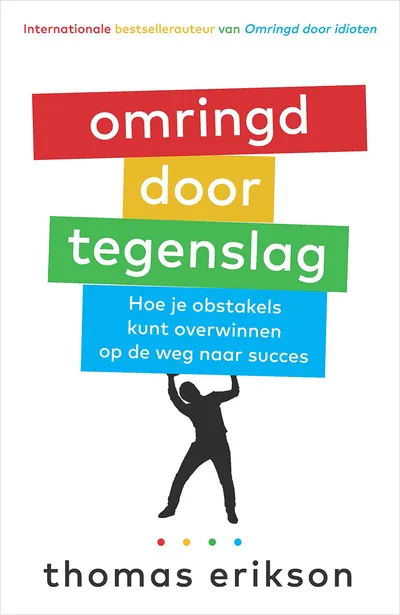 Internationale bestsellerauteur van Omringd door idioten
omringd
door
tegenslag
Hoe je obstakels
kunt overwinnen
op de weg naar succes
thomas erikson